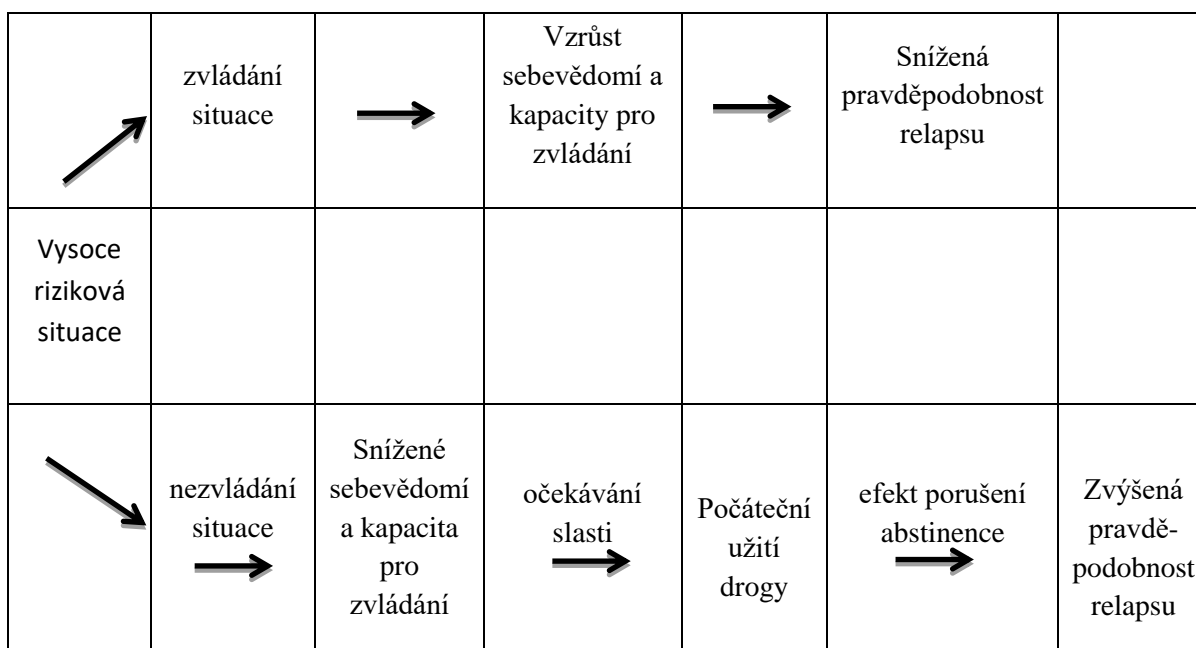 zvládání
situace
Vzrůst
sebevědomí a
kapacity pro
zvládání
Snížená
pravděpodobnost
relapsu
Vysoce
riziková
situace
nezvládání
situace
Snížené
sebevědomí
a kapacita
pro
zvládání
očekávání
slasti
Počáteční
užití
drogy
efekt porušení
abstinence
Zvýšená
pravdě-
podobnost
relapsu